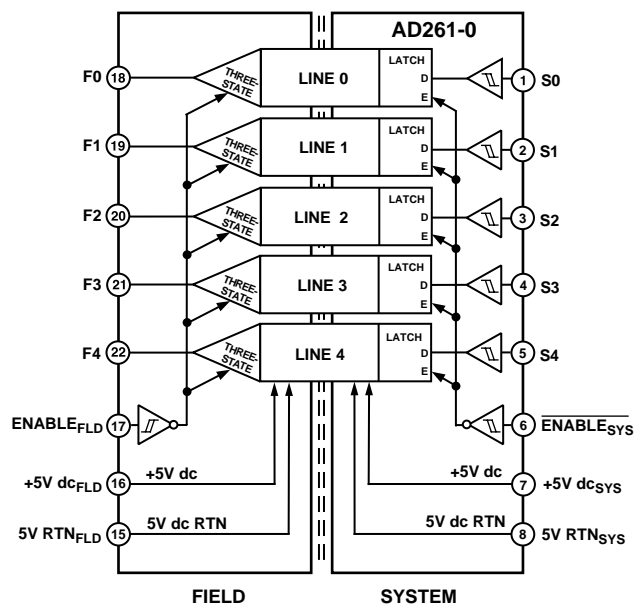 AD261-0
F0 18 THREE-STATE LINE 0 LATCH D E 1 S0
F1 19 THREE-STATE LINE 1 LATCH D E 2 S1
F2 20 THREE-STATE LINE 2 LATCH D E 3 S2
F3 21 THREE-STATE LINE 3 LATCH D E 4 S3
F4 22 THREE-STATE LINE 4 LATCH D E 5 S4
ENABLEFLD 17 6 ENABLESYS
+5V dcFLD 16 +5V dc +5V dc 7 +5V dcSYS
5V RTNFLD 15 5V dc RTN 5V dc RTN 8 5V RTNSYS
FIELD SYSTEM